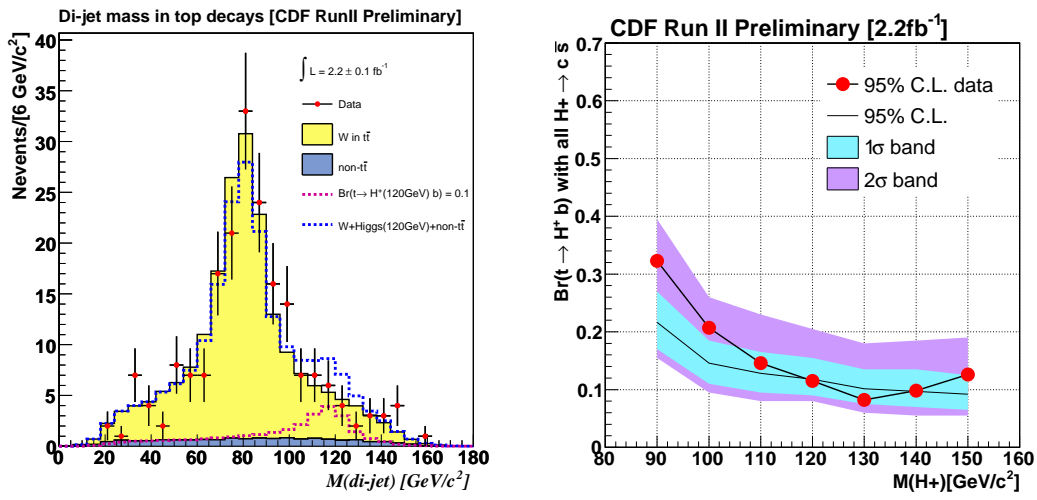 Di-jet mass in top decays [CDF RunII Preliminary]
Nevents/[6 GeV/c²]
40
35
30
25
20
15
10
5
0
∫ L = 2.2 ± 0.1 fb⁻¹
Data
W in tt̅
non-tt̅
Br(t→ H⁺(120GeV) b) = 0.1
W+Higgs(120GeV)+non-tt̅
0 20 40 60 80 100 120 140 160 180
M(di-jet) [GeV/c²]
CDF Run II Preliminary [2.2fb⁻¹]
Br(t → H⁺ b) with all H+ → c s̅
0.7
0.6
0.5
0.4
0.3
0.2
0.1
0
95% C.L. data
95% C.L.
1σ band
2σ band
80 90 100 110 120 130 140 150 160
M(H+)[GeV/c²]